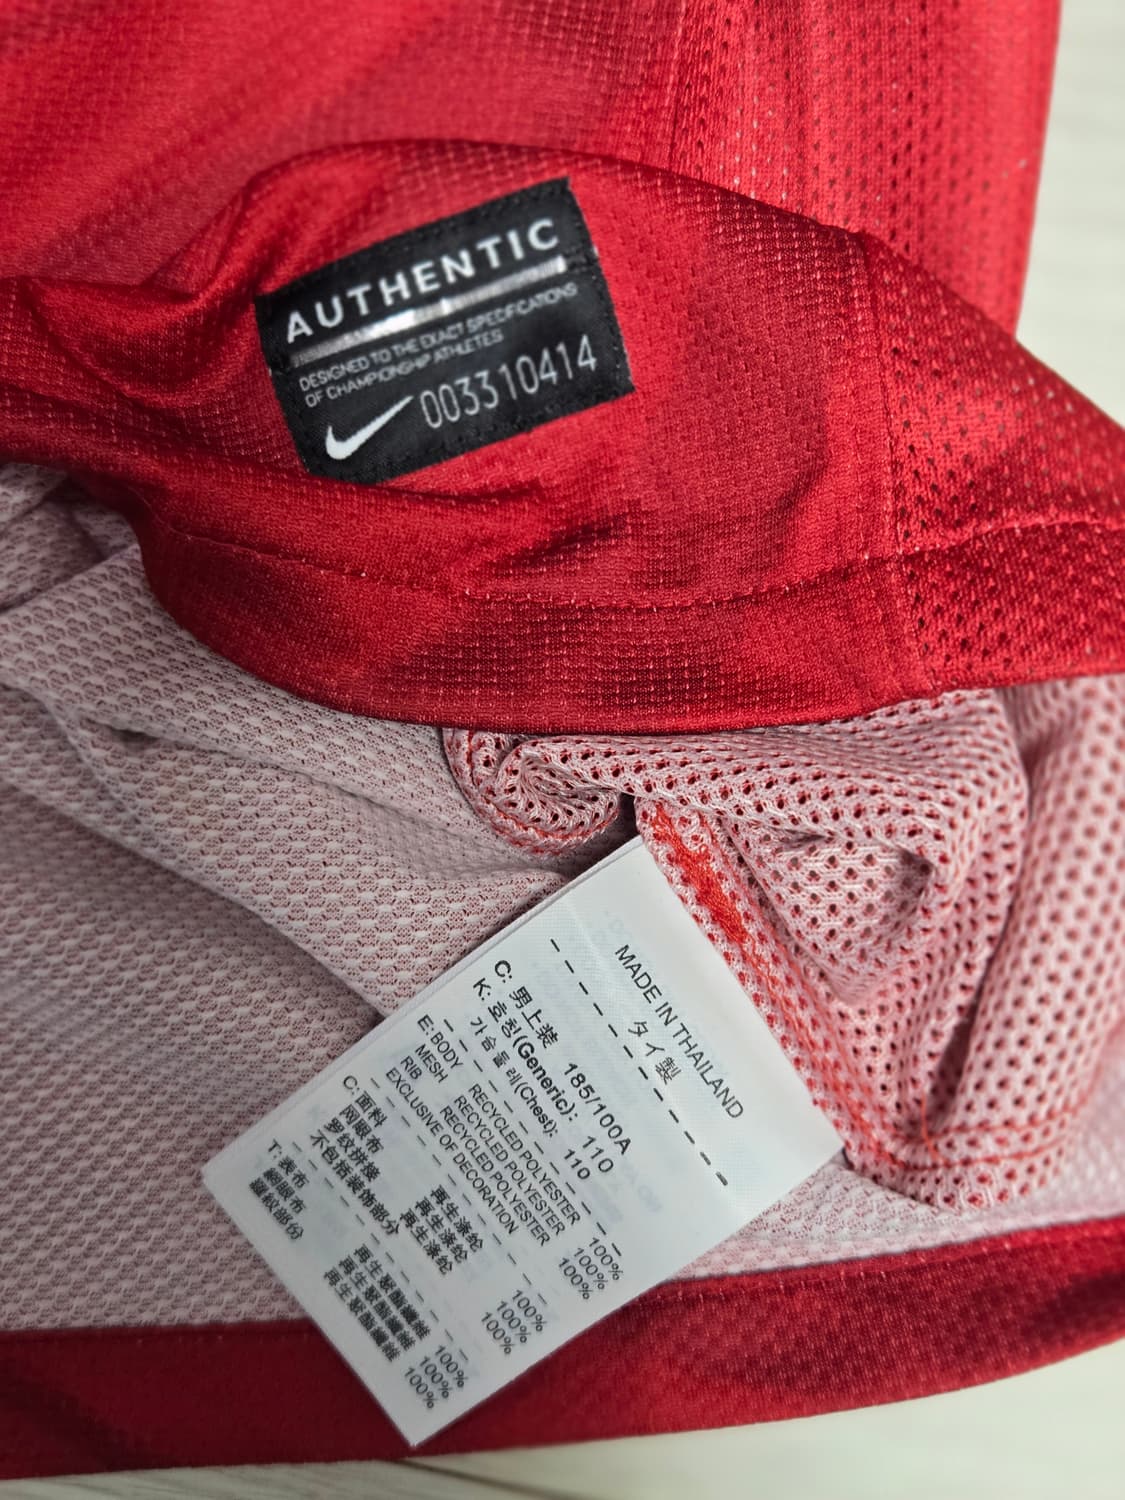 AUTHENTIC
DESIGNED TO THE EXACT SPECIFICATIONS
OF CHAMPIONSHIP ATHLETES
003310414
MADE IN THAILAND
タイ製
C: 男上装 185/100A
K: 호칭(Generic): 110
가슴둘레(Chest): 110
E:BODY RECYCLED POLYESTER 100%
MESH RECYCLED POLYESTER 100%
RIB RECYCLED POLYESTER 100%
EXCLUSIVE OF DECORATION
C:面料 再生涤纶 100%
网眼布 再生涤纶 100%
罗纹拼接 再生涤纶 100%
不包括装饰部分
T:表布 再生聚酯纖維 100%
網眼布 再生聚酯纖維 100%
羅紋部份 再生聚酯纖維 100%